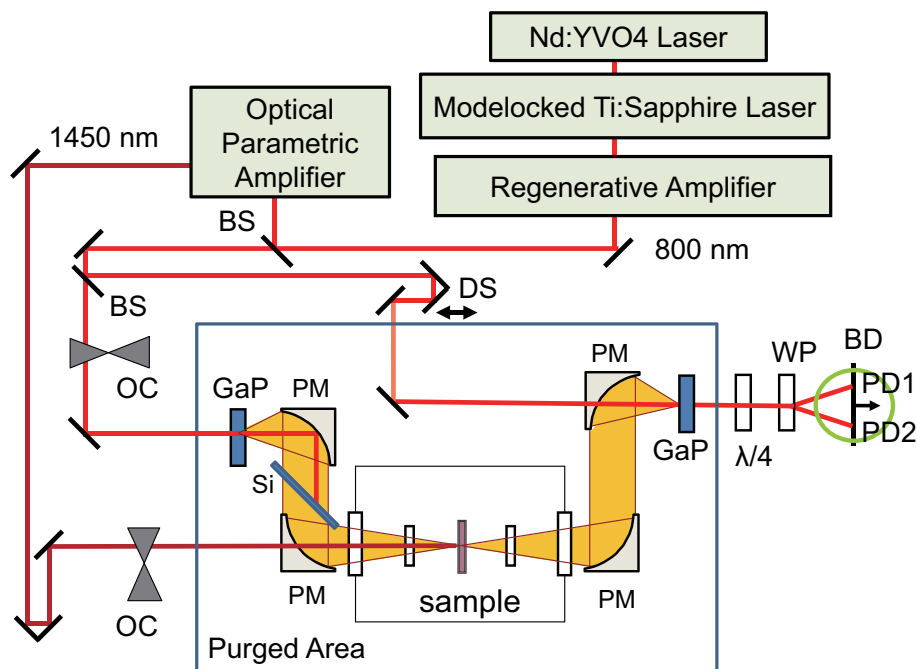 Nd:YVO4 Laser
Modelocked Ti:Sapphire Laser
Regenerative Amplifier
Optical
Parametric
Amplifier
1450 nm
BS
800 nm
BS
DS
OC
GaP
PM
Si
PM
PM
GaP
λ/4
WP
BD
PD1
PD2
PM
sample
OC
Purged Area